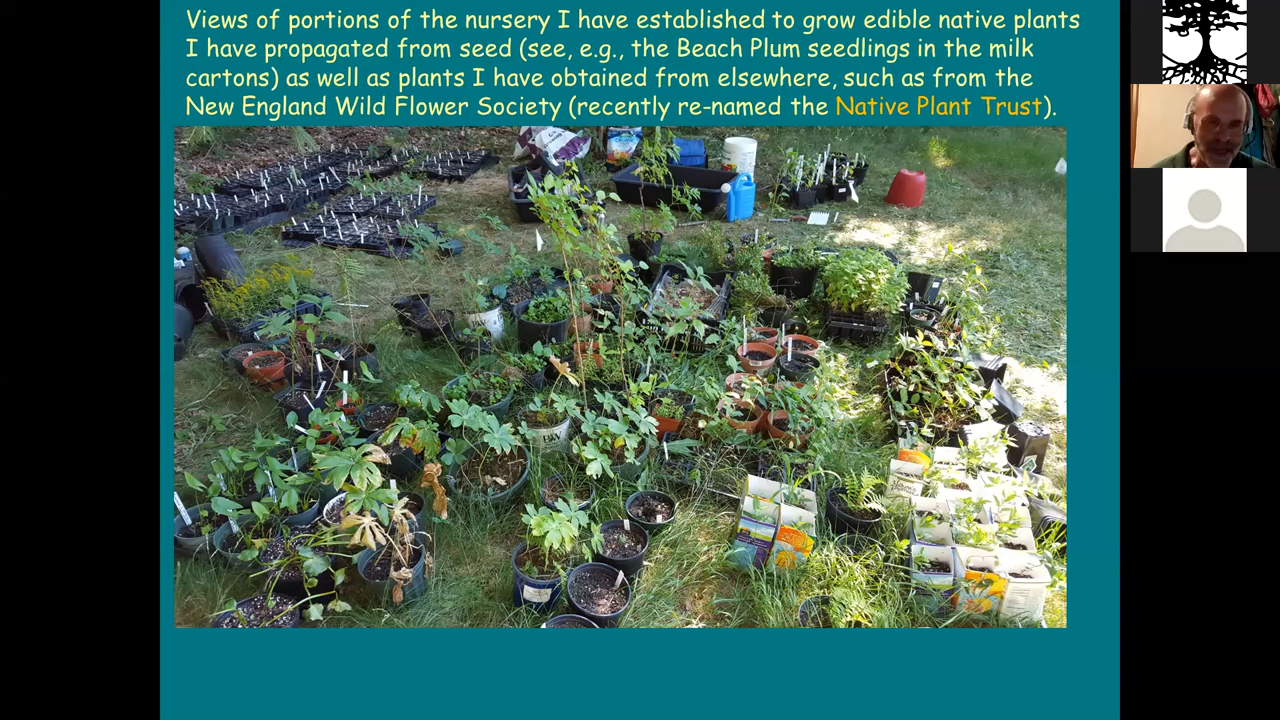 Views of portions of the nursery I have established to grow edible native plants
I have propagated from seed (see, e.g., the Beach Plum seedlings in the milk
cartons) as well as plants I have obtained from elsewhere, such as from the
New England Wild Flower Society (recently re-named the Native Plant Trust).